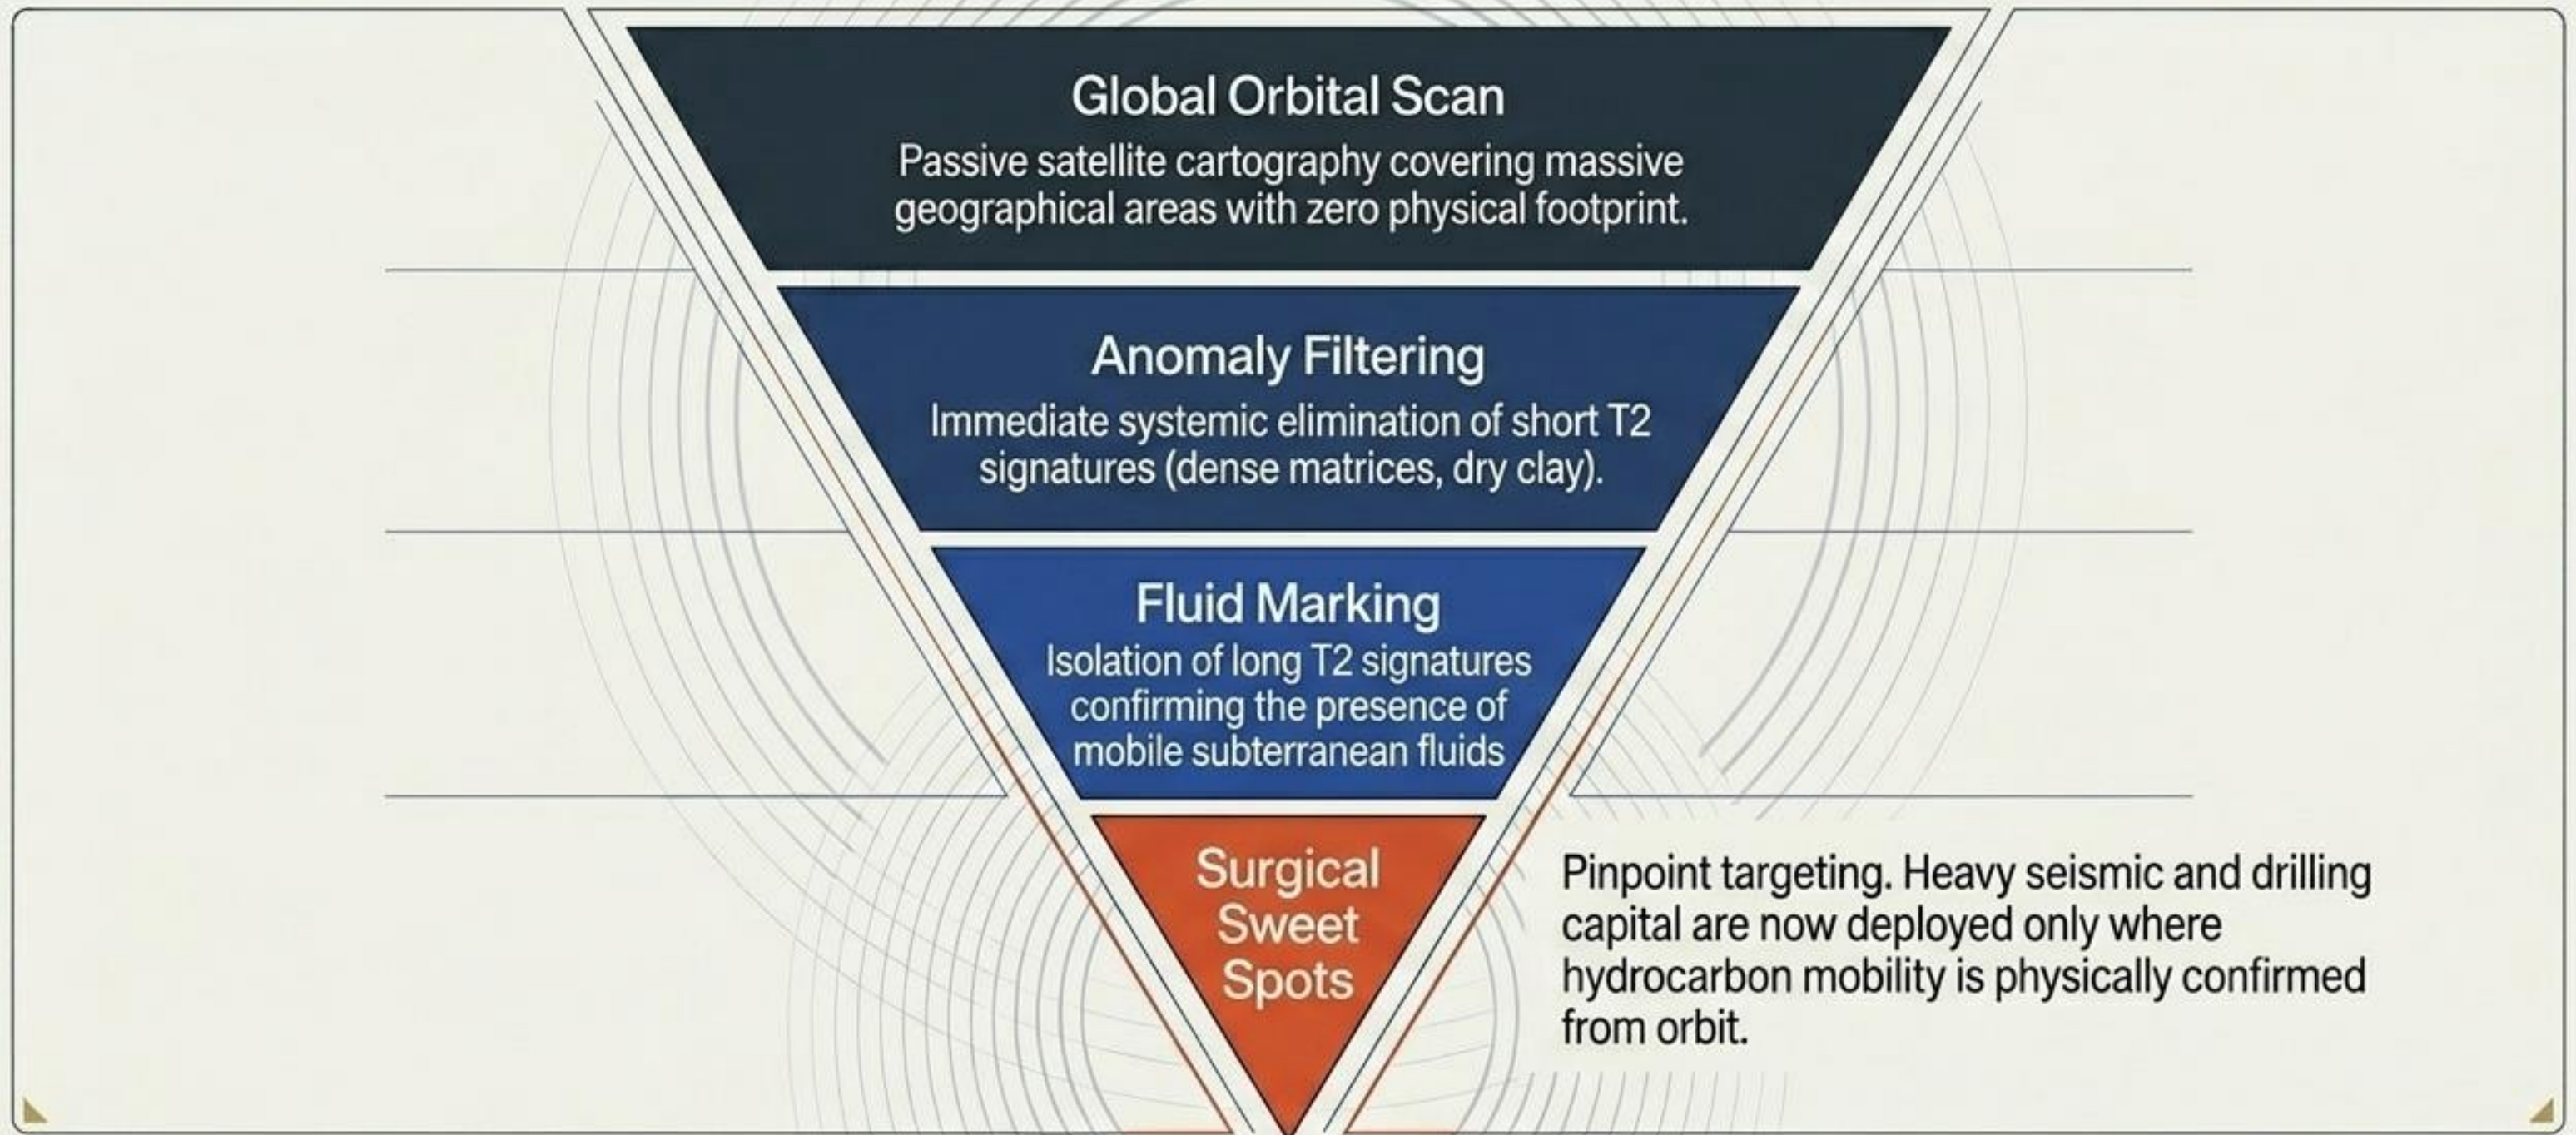 Global Orbital Scan
Passive satellite cartography covering massive
geographical areas with zero physical footprint.
Anomaly Filtering
Immediate systemic elimination of short T2
signatures (dense matrices, dry clay).
Fluid Marking
Isolation of long T2 signatures
confirming the presence of
mobile subterranean fluids
Surgical
Sweet
Spots
Pinpoint targeting. Heavy seismic and drilling
capital are now deployed only where
hydrocarbon mobility is physically confirmed
from orbit.